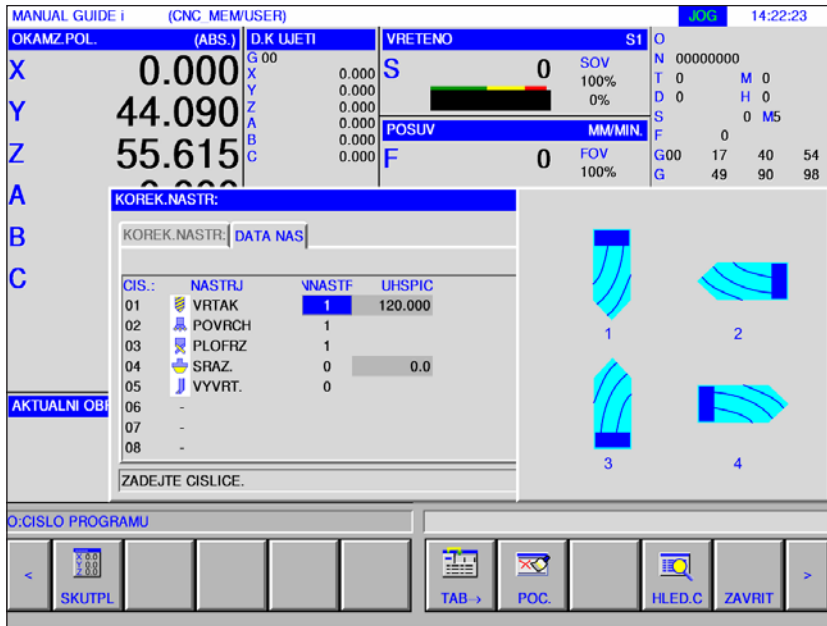 MANUAL GUIDE i (CNC_MEM/USER) JOG 14:22:23
OKAMZ.POL. (ABS.)
X 0.000
Y 44.090
Z 55.615
A
B
C
D.K UJETI
G 00
X 0.000
Y 0.000
Z 0.000
A 0.000
B 0.000
C 0.000
VRETENO S1
S 0 SOV
100%
0%
POSUV MM/MIN.
F 0 FOV
100%
O
N 00000000
T 0 M 0
D 0 H 0
S 0 M5
F 0
G00 17 40 54
G 49 90 98
KOREK.NASTR:
KOREK.NASTR: DATA NAS
CIS.: NASTRJ NNASTF UHSPIC
01 VRTAK 1 120.000
02 POVRCH 1
03 PLOFRZ 1
04 SRAZ. 0 0.0
05 VYVRT. 0
06 -
07 -
08 -
ZADEJTE CISLICE.
1 2
3 4
AKTUALNI OBR
O:CISLO PROGRAMU
< SKUTPL TAB→ POC. HLED.C ZAVRIT >